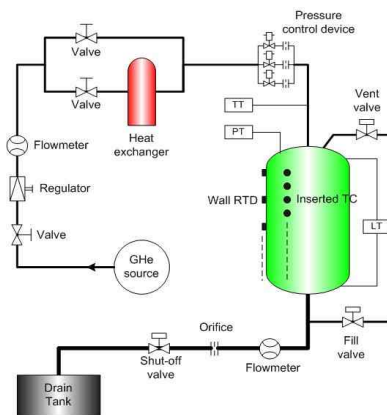 Pressure
control device
Valve
TT
Vent
valve
Valve
PT
Heat
exchanger
Flowmeter
Wall RTD
Inserted TC
Regulator
LT
Valve
GHe
source
Orifice
Shut-off
valve
Flowmeter
Fill
valve
Drain
Tank